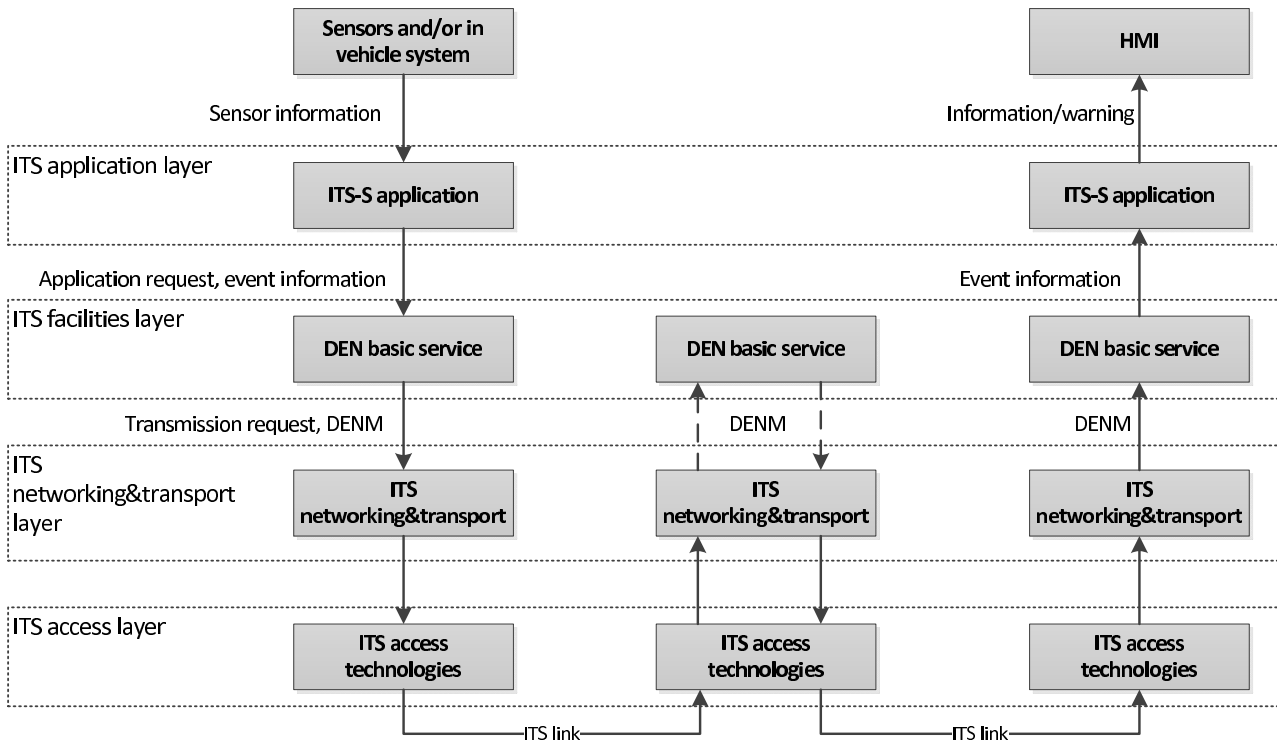 Sensors and/or in
vehicle system
HMI
Sensor information
Information/warning
ITS application layer
ITS-S application
ITS-S application
Application request, event information
Event information
ITS facilities layer
DEN basic service
DEN basic service
DEN basic service
Transmission request, DENM
DENM
DENM
ITS
networking&transport
layer
ITS
networking&transport
ITS
networking&transport
ITS
networking&transport
ITS access layer
ITS access
technologies
ITS access
technologies
ITS access
technologies
ITS link
ITS link